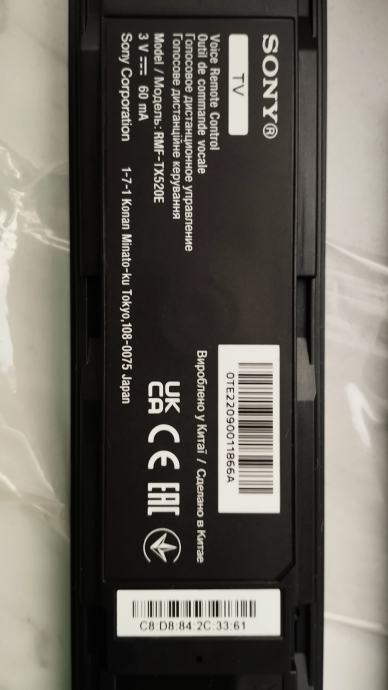 SONY®
TV
Voice Remote Control
Outil de commande vocale
Голосовое дистанционное управление
Голосове дистанційне керування
Model / Модель: RMF-TX520E
3 V ⎓ 60 mA
Sony Corporation 1-7-1 Konan Minato-ku Tokyo,108-0075 Japan
0TE22090011866A
Вироблено у Китаї / Сделано в Китае
UK
CA CE EAC
C8:D8:84:2C:33:61